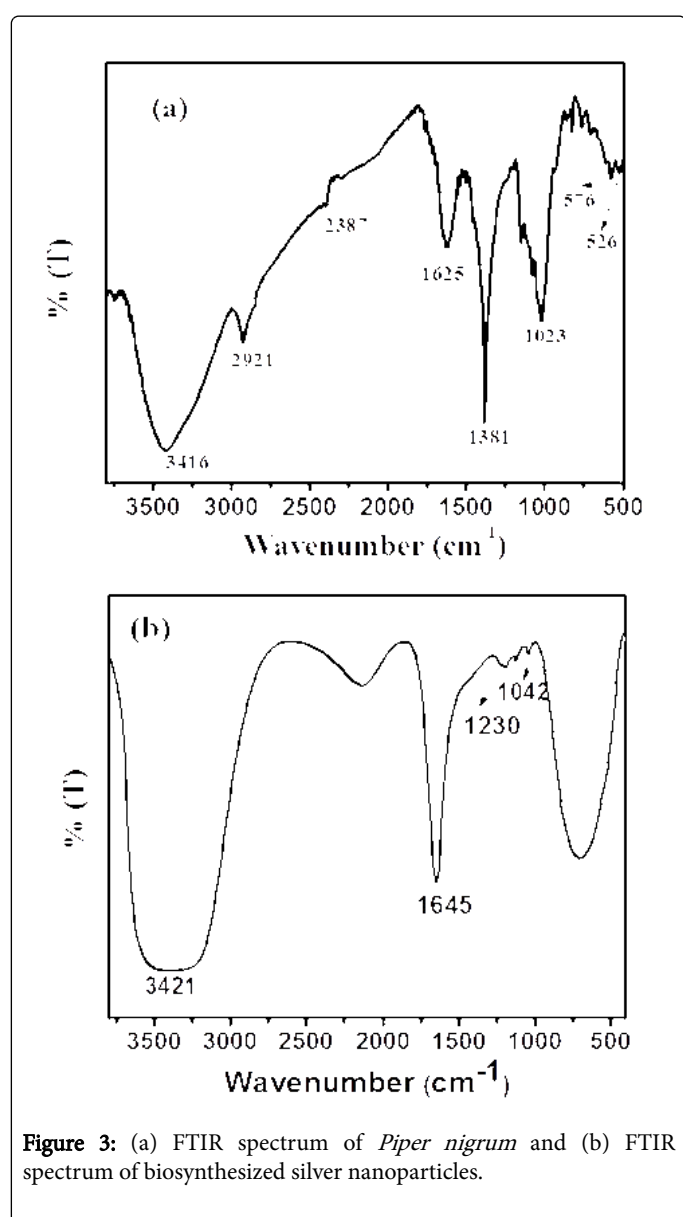 (a)
% (T)
2387
576
526
1625
2921
1023
1381
3416
3500 3000 2500 2000 1500 1000 500
Wavenumber (cm¹)
(b)
% (T)
1042
1230
1645
3421
3500 3000 2500 2000 1500 1000 500
Wavenumber (cm⁻¹)
Figure 3: (a) FTIR spectrum of Piper nigrum and (b) FTIR
spectrum of biosynthesized silver nanoparticles.